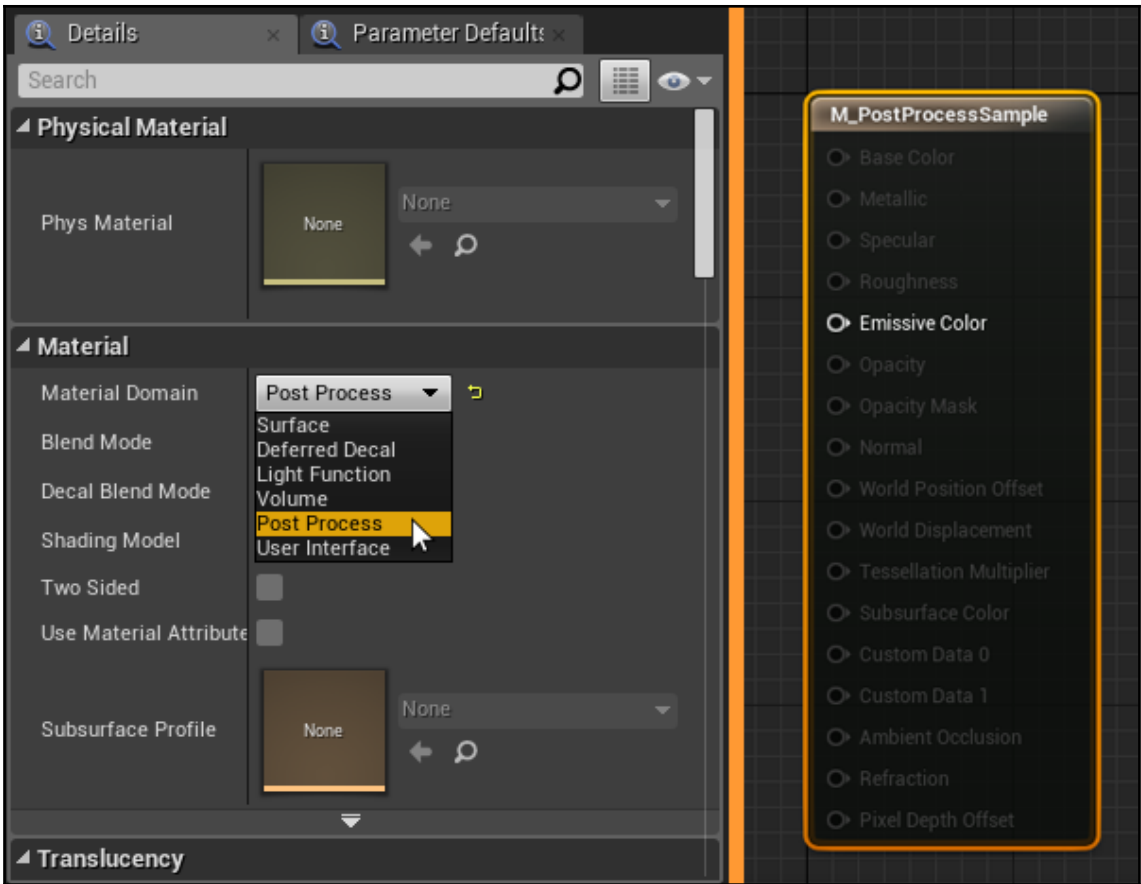 Details
Parameter Defaults
Search
Physical Material
Phys Material
None
None
Material
Material Domain
Post Process
Surface
Deferred Decal
Light Function
Volume
Post Process
User Interface
Blend Mode
Decal Blend Mode
Shading Model
Two Sided
Use Material Attribute
Subsurface Profile
None
None
Translucency
M_PostProcessSample
Base Color
Metallic
Specular
Roughness
Emissive Color
Opacity
Opacity Mask
Normal
World Position Offset
World Displacement
Tessellation Multiplier
Subsurface Color
Custom Data 0
Custom Data 1
Ambient Occlusion
Refraction
Pixel Depth Offset